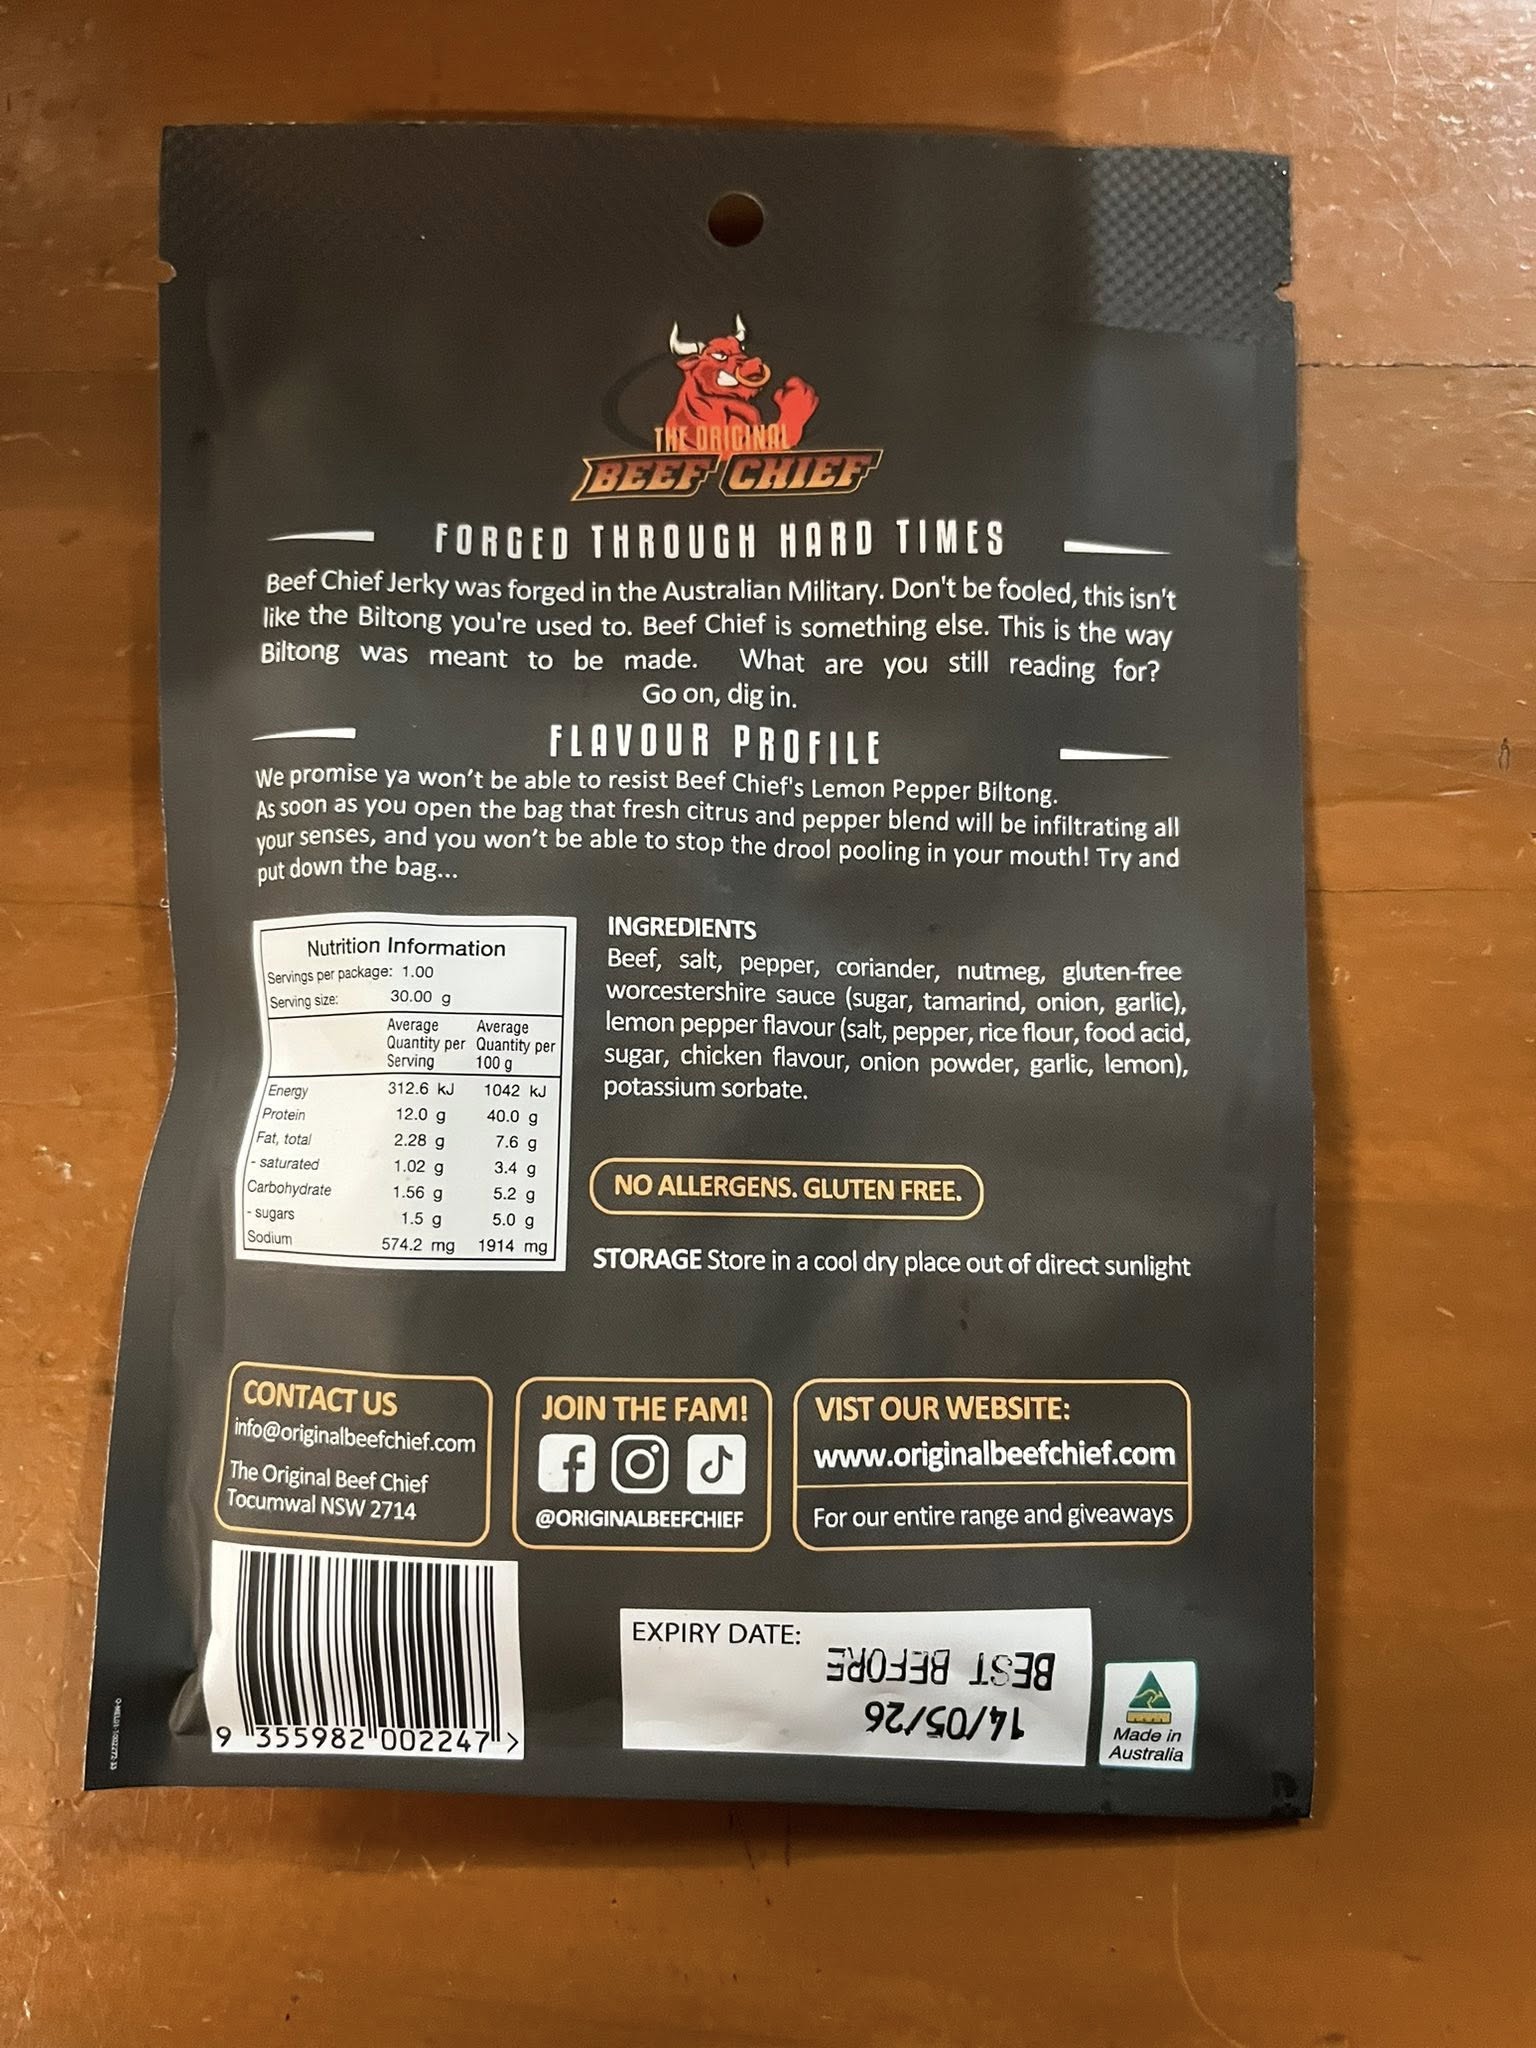 THE ORIGINAL
BEEF CHIEF
FORGED THROUGH HARD TIMES
Beef Chief Jerky was forged in the Australian Military. Don't be fooled, this isn't
like the Biltong you're used to. Beef Chief is something else. This is the way
Biltong was meant to be made. What are you still reading for?
Go on, dig in.
FLAVOUR PROFILE
We promise ya won't be able to resist Beef Chief's Lemon Pepper Biltong.
As soon as you open the bag that fresh citrus and pepper blend will be infiltrating all
your senses, and you won't be able to stop the drool pooling in your mouth! Try and
put down the bag...
Nutrition Information
Servings per package: 1.00
Serving size: 30.00 g
Average Quantity per Serving Average Quantity per 100 g
Energy 312.6 kJ 1042 kJ
Protein 12.0 g 40.0 g
Fat, total 2.28 g 7.6 g
- saturated 1.02 g 3.4 g
Carbohydrate 1.56 g 5.2 g
- sugars 1.5 g 5.0 g
Sodium 574.2 mg 1914 mg
INGREDIENTS
Beef, salt, pepper, coriander, nutmeg, gluten-free
worcestershire sauce (sugar, tamarind, onion, garlic),
lemon pepper flavour (salt, pepper, rice flour, food acid,
sugar, chicken flavour, onion powder, garlic, lemon),
potassium sorbate.
NO ALLERGENS. GLUTEN FREE.
STORAGE Store in a cool dry place out of direct sunlight
CONTACT US
info@originalbeefchief.com
The Original Beef Chief
Tocumwal NSW 2714
JOIN THE FAM!
@ORIGINALBEEFCHIEF
VIST OUR WEBSITE:
www.originalbeefchief.com
For our entire range and giveaways
9 355982 002247 >
EXPIRY DATE:
BEST BEFORE
14/05/26
Made in
Australia